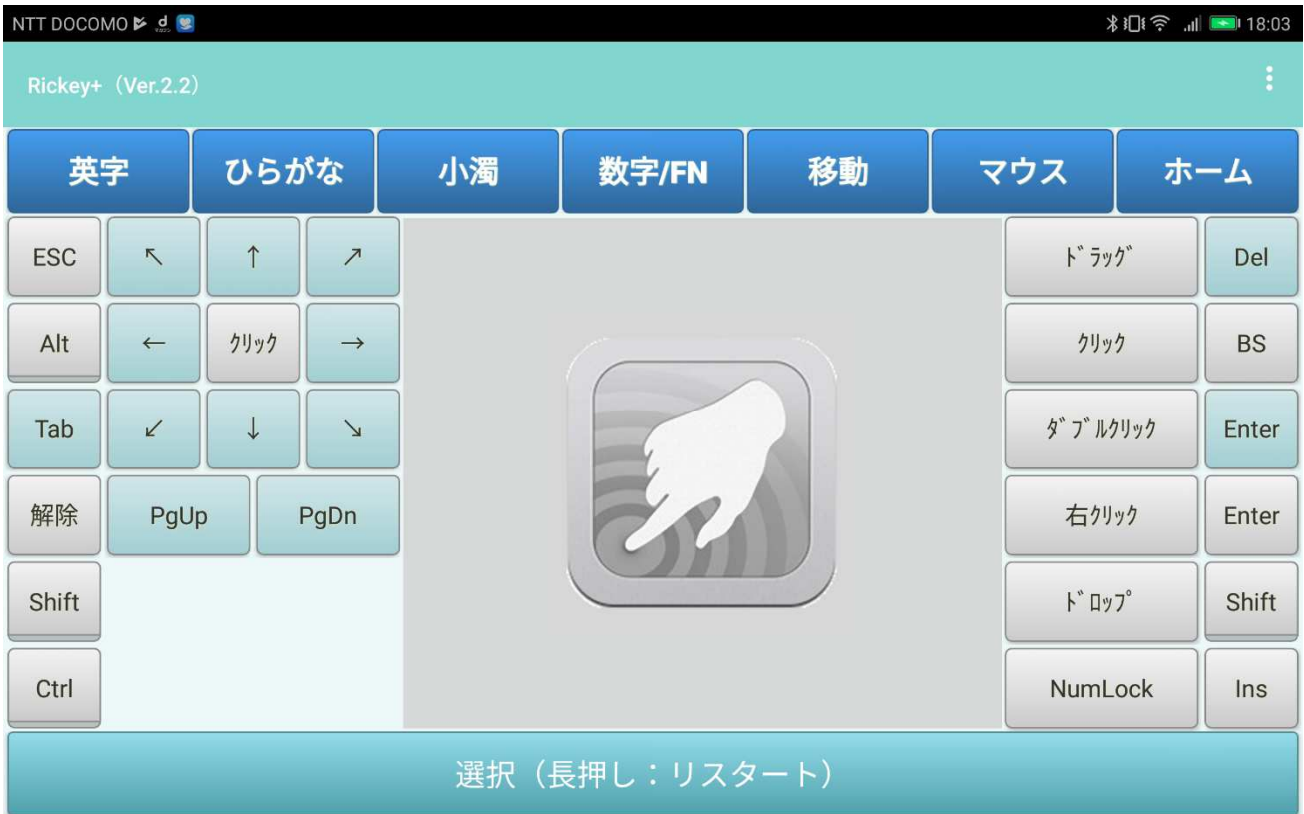 NTT DOCOMO 18:03
Rickey+（Ver.2.2）
英字 ひらがな 小濁 数字/FN 移動 マウス ホーム
ESC ↖ ↑ ↗ ﾄﾞﾗｯｸﾞ Del
Alt ← ｸﾘｯｸ → ｸﾘｯｸ BS
Tab ↙ ↓ ↘ ﾀﾞﾌﾞﾙｸﾘｯｸ Enter
解除 PgUp PgDn 右ｸﾘｯｸ Enter
Shift ﾄﾞﾛｯﾌﾟ Shift
Ctrl NumLock Ins
選択（長押し：リスタート）